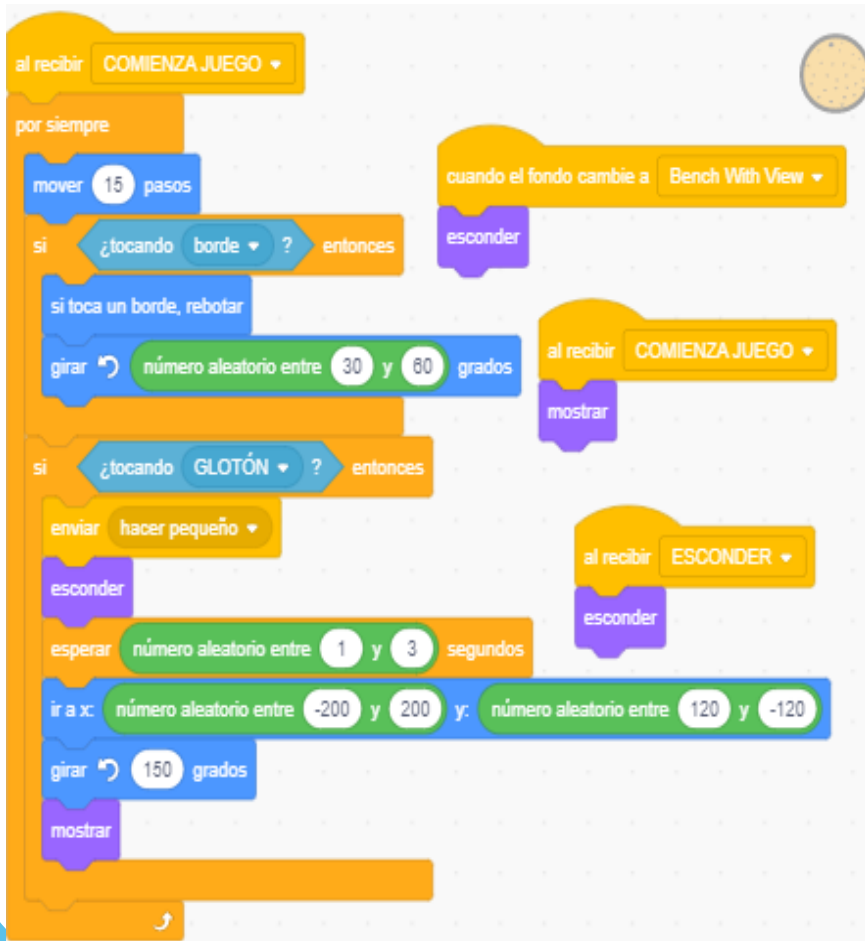 al recibir COMIENZA JUEGO
por siempre
mover 15 pasos
si ¿tocando borde ? entonces
si toca un borde, rebotar
girar número aleatorio entre 30 y 60 grados
si ¿tocando GLOTÓN ? entonces
enviar hacer pequeño
esconder
esperar número aleatorio entre 1 y 3 segundos
ir a x: número aleatorio entre -200 y 200 y: número aleatorio entre 120 y -120
girar 150 grados
mostrar
cuando el fondo cambie a Bench With View
esconder
al recibir COMIENZA JUEGO
mostrar
al recibir ESCONDER
esconder